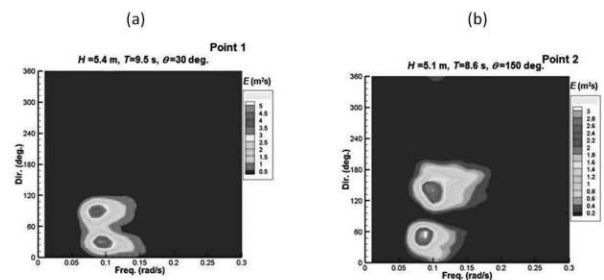 (a)
(b)
Point 1
H =5.4 m, T=9.5 s, θ=30 deg.
E (m²s)
5
4.5
4
3.5
3
2.5
2
1.5
1
0.5
360
300
240
180
120
60
0
Dir. (deg.)
0 0.05 0.1 0.15 0.2 0.25 0.3
Freq. (rad/s)
Point 2
H =5.1 m, T=8.6 s, θ=150 deg.
E (m²s)
3
2.8
2.6
2.4
2.2
2
1.8
1.6
1.4
1.2
1
0.8
0.6
0.4
0.2
360
300
240
180
120
60
0
Dir. (deg.)
0 0.05 0.1 0.15 0.2 0.25 0.3
Freq. (rad/s)